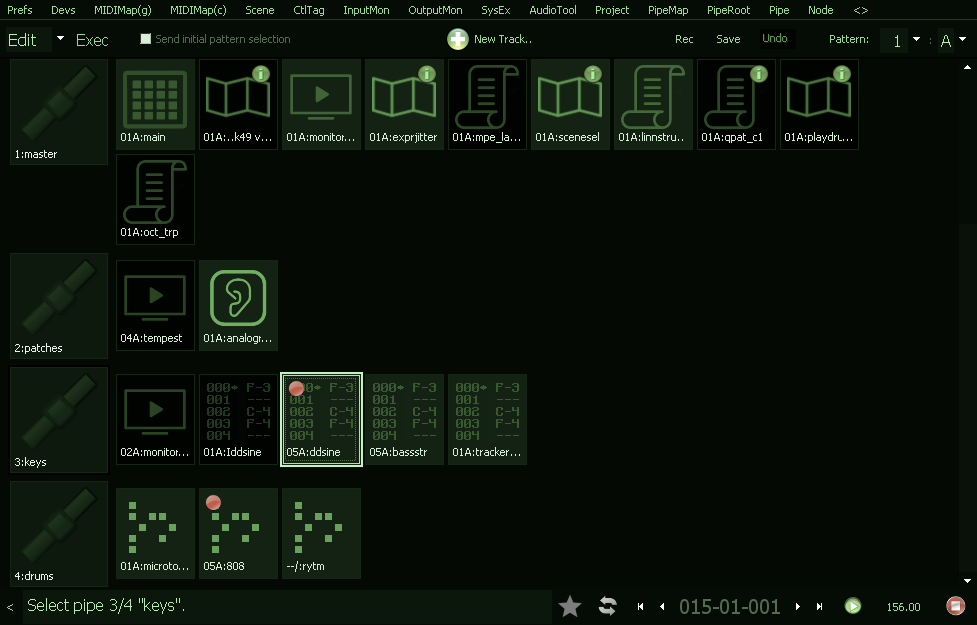 Prefs Devs MIDIMap(g) MIDIMap(c) Scene CtlTag InputMon OutputMon SysEx AudioTool Project PipeMap PipeRoot Pipe Node <>
Edit Exec Send initial pattern selection New Track.. Rec Save Undo Pattern: 1 : A
1:master
01A:main 01A:..k49 v... 01A:monitor... 01A:exprjitter 01A:mpe_la... 01A:scenesel 01A:linnstru... 01A:qpat_c1 01A:playdru...
01A:oct_trp
2:patches
04A:tempest 01A:analogr...
3:keys
000• F-3 000• F-3 000• F-3 000• F-3
001 --- 001 --- 001 --- 001 ---
002 C-4 002 C-4 002 C-4 002 C-4
003 F-4 003 F-4 003 F-4 003 F-4
004 --- 004 --- 004 --- 004 ---
02A:monitor... 01A:Iddsine 05A:ddsine 05A:bassstr 01A:tracker...
4:drums
01A:microto... 05A:808 --/:rytm
< Select pipe 3/4 "keys". 015-01-001 156.00